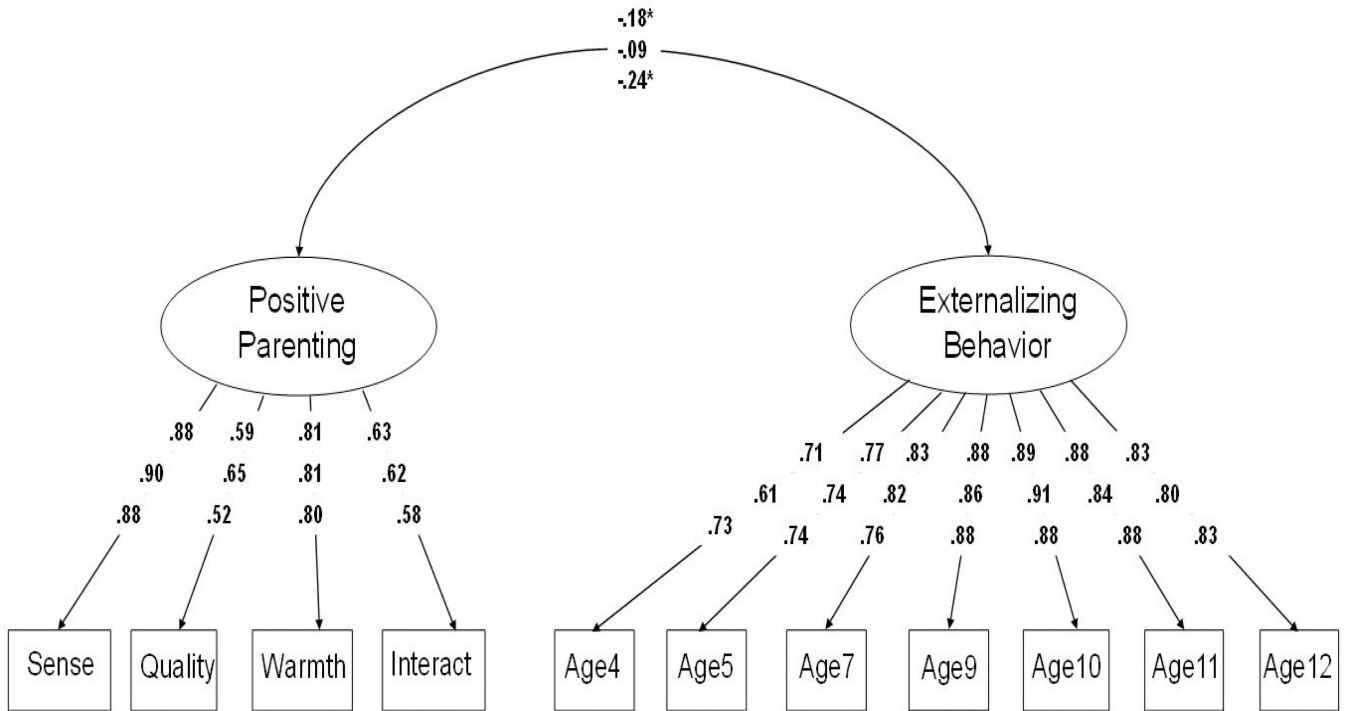 -.18*
-.09
-.24*
Positive
Parenting
Externalizing
Behavior
.88 .59 .81 .63
.90 .65 .81 .62
.88 .52 .80 .58
.71 .77 .83 .88 .89 .88 .83
.61 .74 .82 .86 .91 .84 .80
.73 .74 .76 .88 .88 .88 .83
Sense Quality Warmth Interact Age4 Age5 Age7 Age9 Age10 Age11 Age12